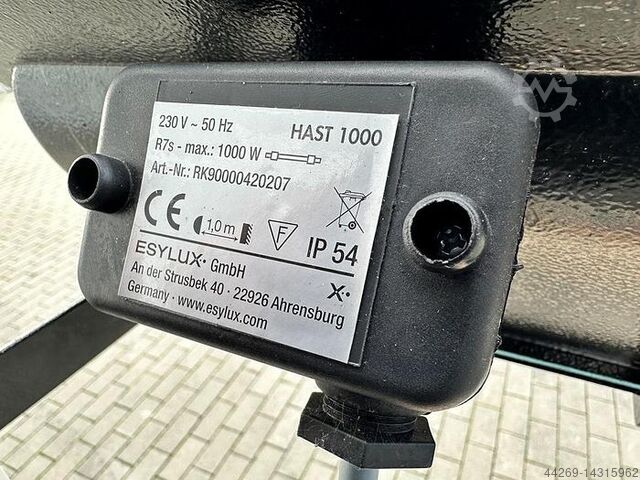 230 V ~ 50 Hz HAST 1000
R7s - max.: 1000 W
Art.-Nr.: RK90000420207
CE 1,0 m F IP 54
ESYLUX GmbH
An der Strusbek 40 · 22926 Ahrensburg
Germany · www.esylux.com
44269-14315962